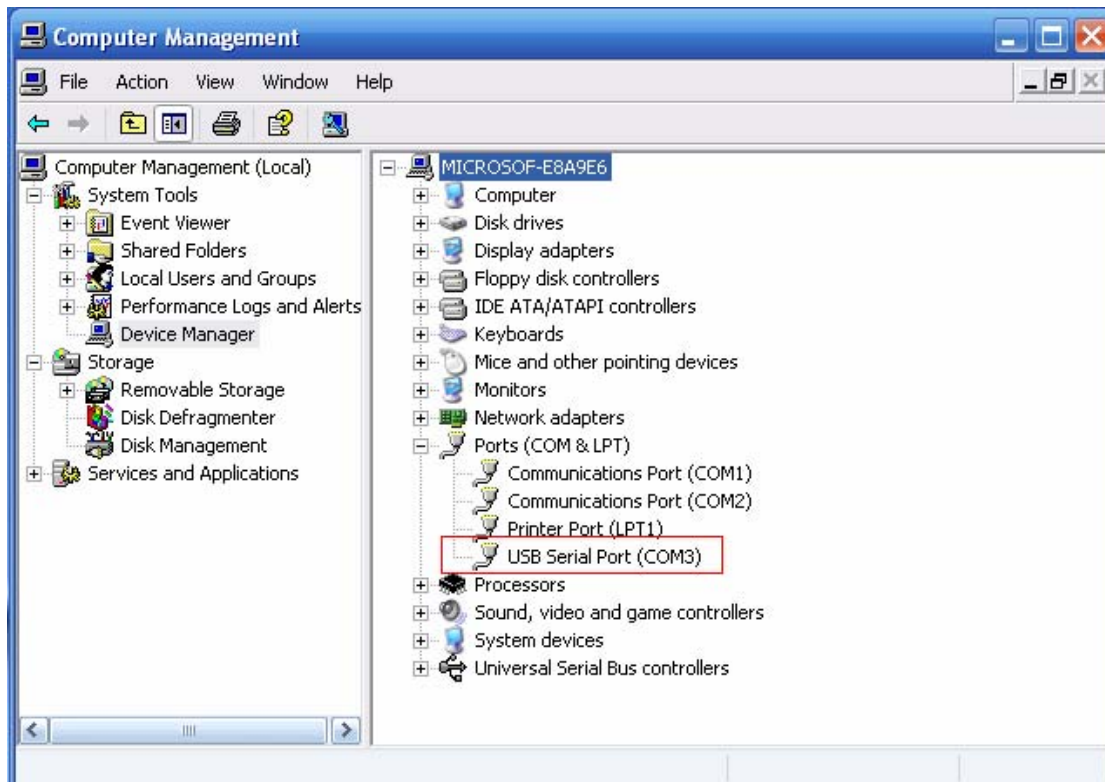 Computer Management
File Action View Window Help
Computer Management (Local)
System Tools
Event Viewer
Shared Folders
Local Users and Groups
Performance Logs and Alerts
Device Manager
Storage
Removable Storage
Disk Defragmenter
Disk Management
Services and Applications
MICROSOF-E8A9E6
Computer
Disk drives
Display adapters
Floppy disk controllers
IDE ATA/ATAPI controllers
Keyboards
Mice and other pointing devices
Monitors
Network adapters
Ports (COM & LPT)
Communications Port (COM1)
Communications Port (COM2)
Printer Port (LPT1)
USB Serial Port (COM3)
Processors
Sound, video and game controllers
System devices
Universal Serial Bus controllers